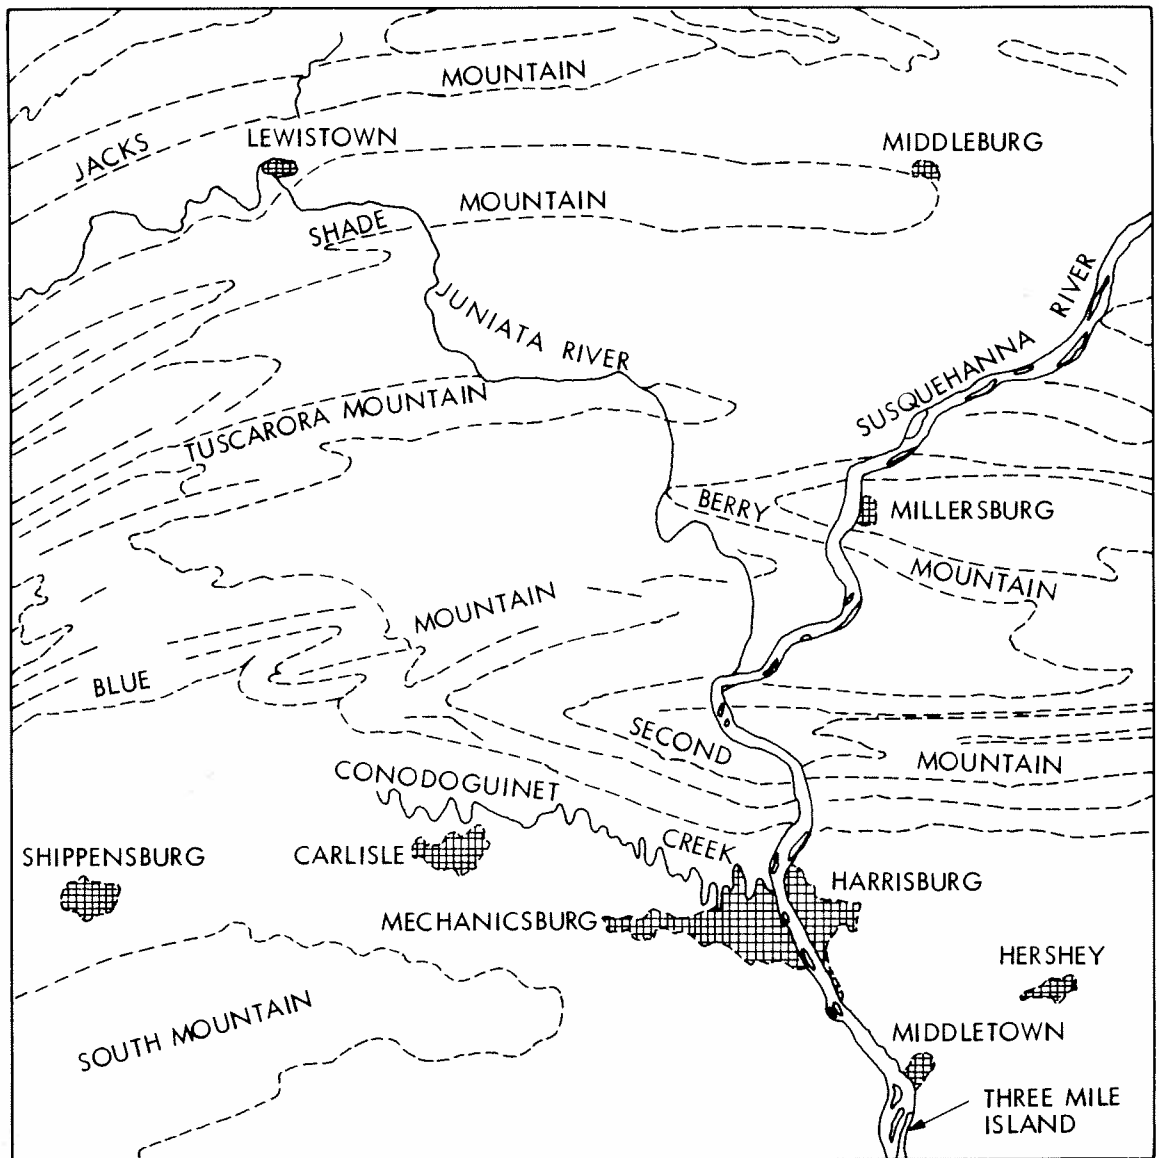 MOUNTAIN
JACKS
LEWISTOWN
MIDDLEBURG
MOUNTAIN
SHADE
JUNIATA RIVER
SUSQUEHANNA RIVER
TUSCARORA MOUNTAIN
BERRY
MILLERSBURG
MOUNTAIN
MOUNTAIN
BLUE
SECOND
MOUNTAIN
CONODOGUINET
CREEK
SHIPPENSBURG
CARLISLE
HARRISBURG
MECHANICSBURG
HERSHEY
SOUTH MOUNTAIN
MIDDLETOWN
THREE MILE
ISLAND